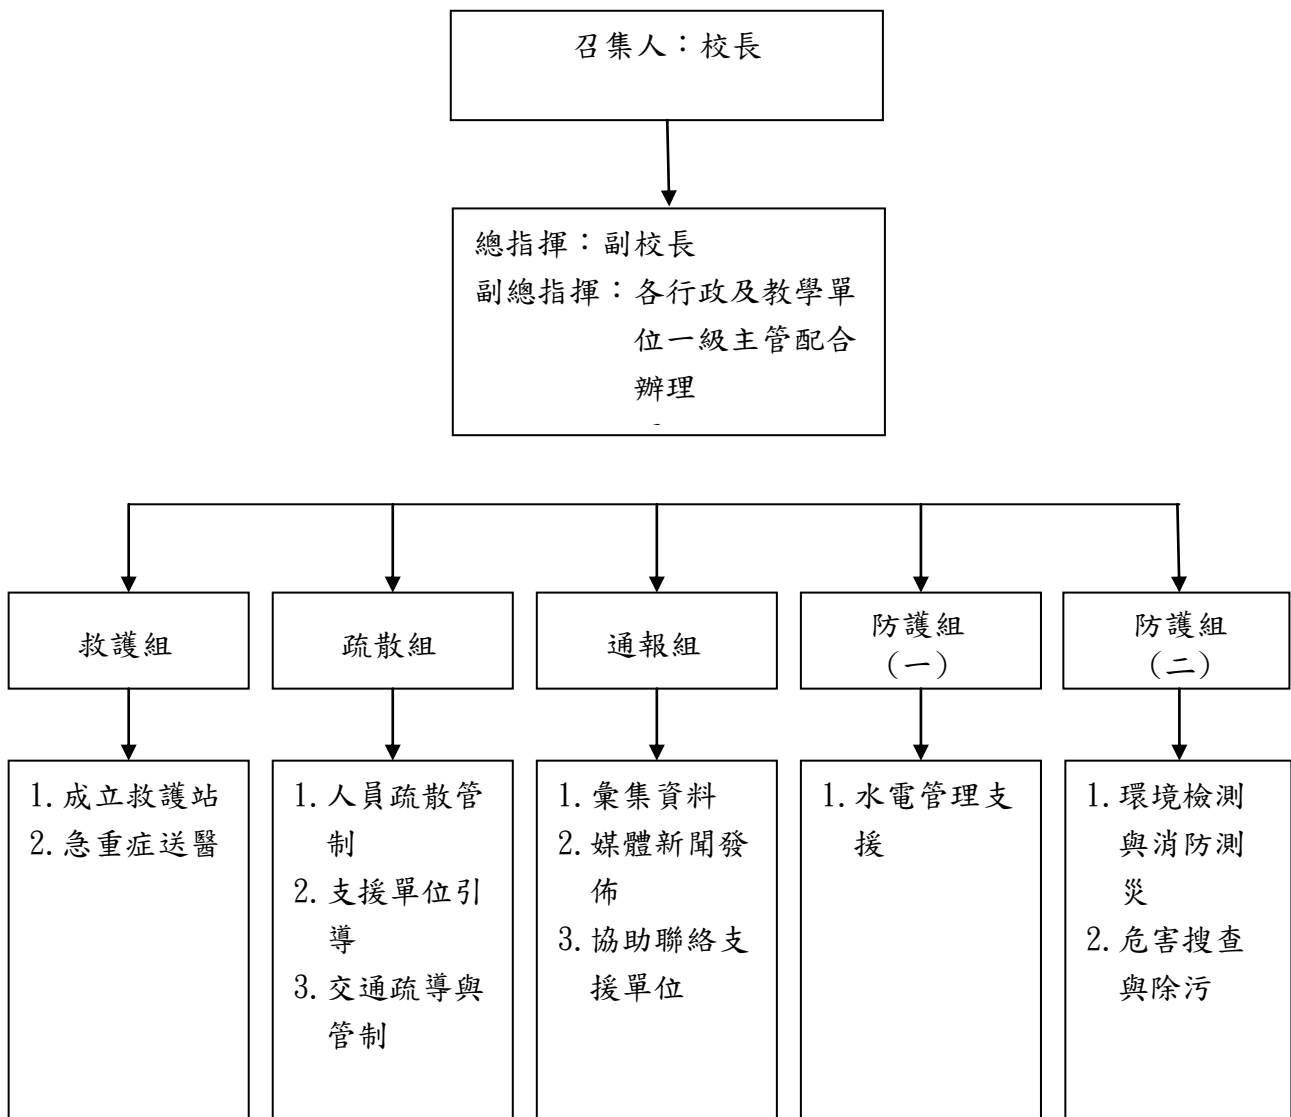 召集人：校長
總指揮：副校長
副總指揮：各行政及教學單
位一級主管配合
辦理
救護組
疏散組
通報組
防護組
（一）
防護組
（二）
1. 成立救護站
2. 急重症送醫
1. 人員疏散管
制
2. 支援單位引
導
3. 交通疏導與
管制
1. 彙集資料
2. 媒體新聞發
佈
3. 協助聯絡支
援單位
1. 水電管理支
援
1. 環境檢測
與消防測
災
2. 危害搜查
與除污